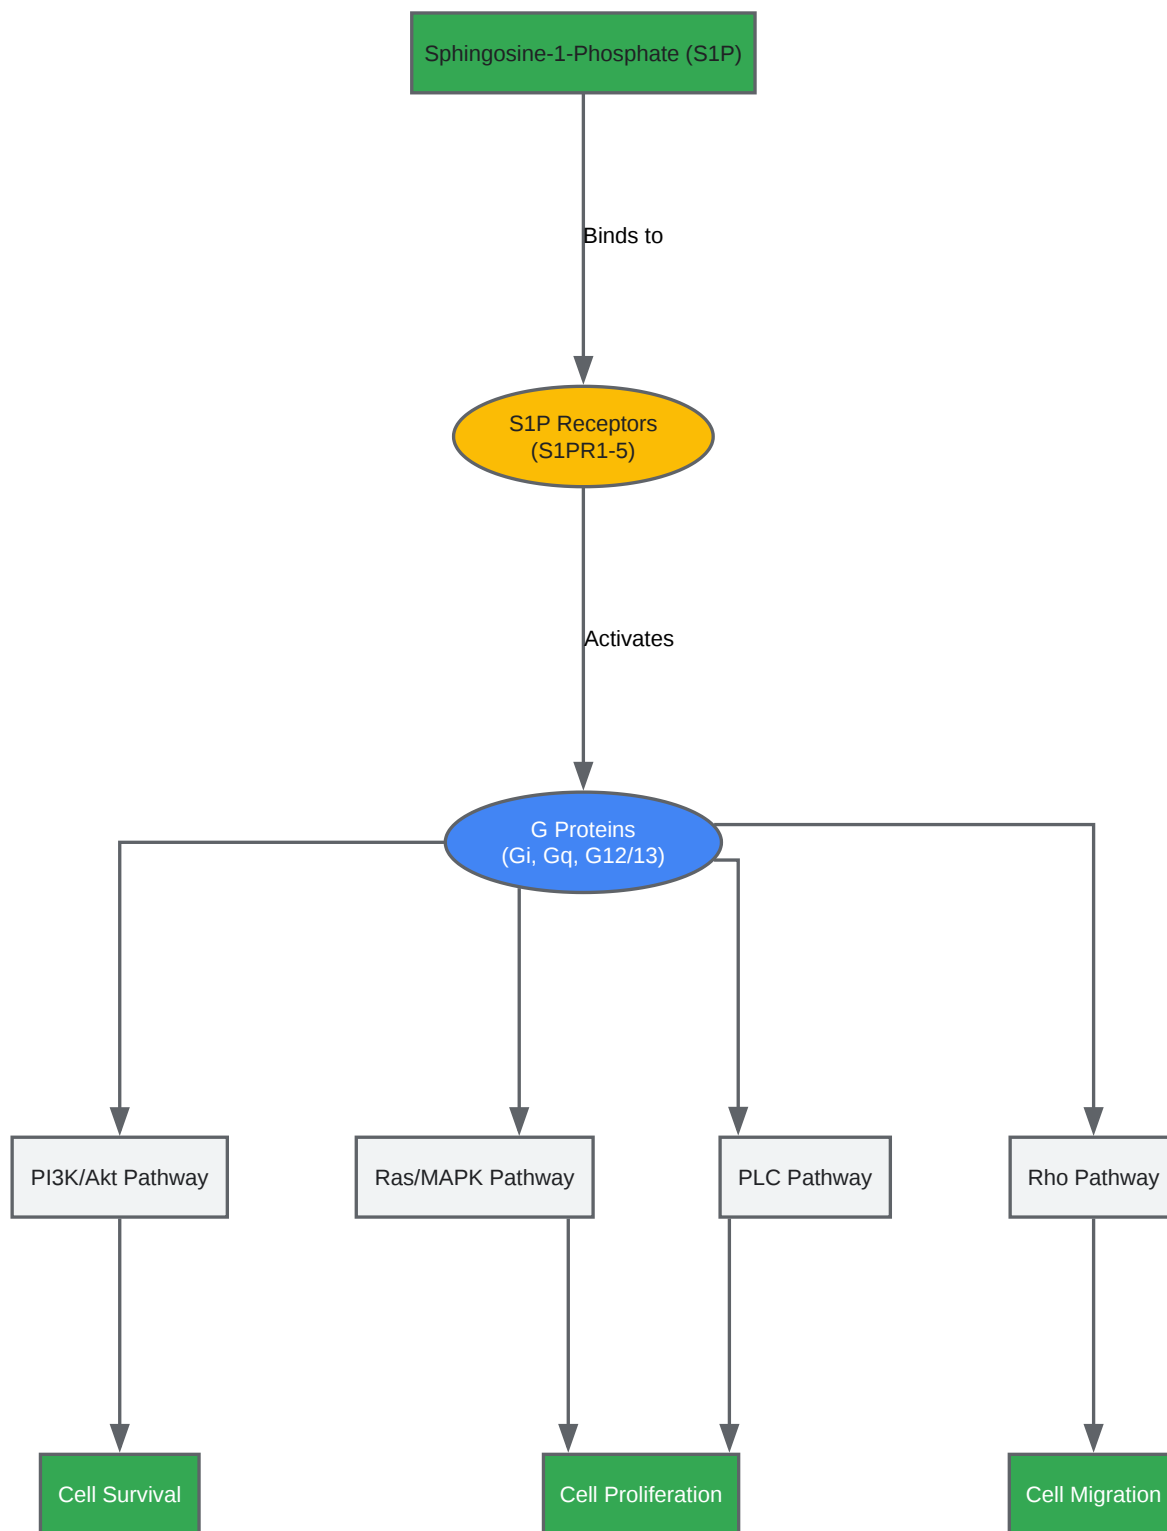 Sphingosine-1-Phosphate (S1P)
Binds to
S1P Receptors
(S1PR1-5)
Activates
G Proteins
(Gi, Gq, G12/13)
PI3K/Akt Pathway
Ras/MAPK Pathway
PLC Pathway
Rho Pathway
Cell Survival
Cell Proliferation
Cell Migration